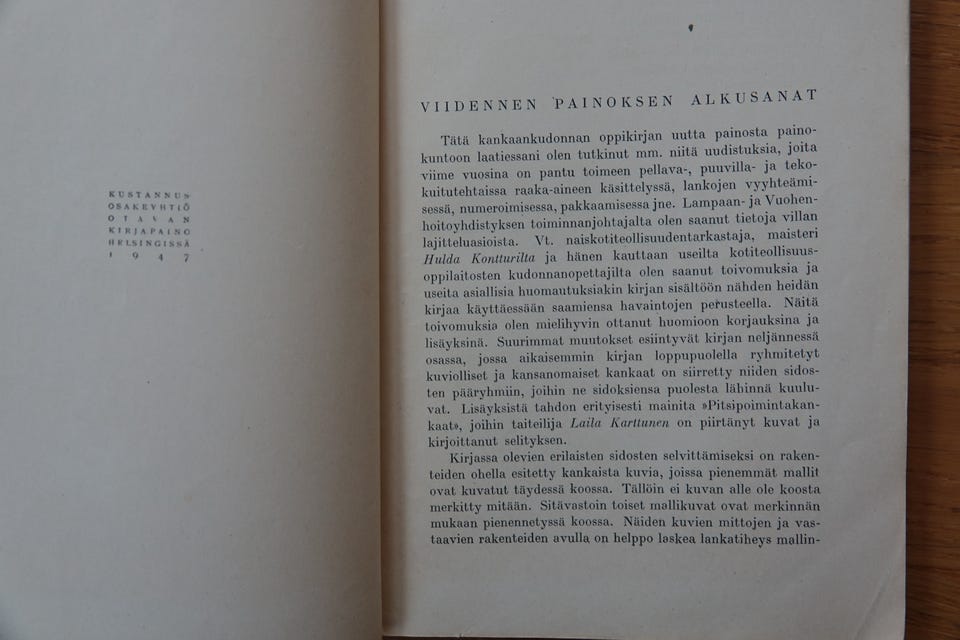 KUSTANNUS
OSAKEYHTIÖ
OTAVAN
KIRJAPAINO
HELSINGISSÄ
1947
VIIDENNEN PAINOKSEN ALKUSANAT
Tätä kankaankudonnan oppikirjan uutta painosta paino-
kuntoon laatiessani olen tutkinut mm. niitä uudistuksia, joita
viime vuosina on pantu toimeen pellava-, puuvilla- ja teko-
kuitutehtaissa raaka-aineen käsittelyssä, lankojen vyyhteämi-
sessä, numeroimisessa, pakkaamisessa jne. Lampaan- ja Vuohen-
hoitoyhdistyksen toiminnanjohtajalta olen saanut tietoja villan
lajitteluasioista. Vt. naiskotiteollisuudentarkastaja, maisteri
Hulda Kontturilta ja hänen kauttaan useilta kotiteollisuus-
oppilaitosten kudonnanopettajilta olen saanut toivomuksia ja
useita asiallisia huomautuksiakin kirjan sisältöön nähden heidän
kirjaa käyttäessään saamiensa havaintojen perusteella. Näitä
toivomuksia olen mielihyvin ottanut huomioon korjauksina ja
lisäyksinä. Suurimmat muutokset esiintyvät kirjan neljännessä
osassa, jossa aikaisemmin kirjan loppupuolella ryhmitetyt
kuviolliset ja kansanomaiset kankaat on siirretty niiden sidos-
ten pääryhmiin, joihin ne sidoksiensa puolesta lähinnä kuulu-
vat. Lisäyksistä tahdon erityisesti mainita »Pitsipoimintakan-
kaat», joihin taiteilija Laila Karttunen on piirtänyt kuvat ja
kirjoittanut selityksen.
Kirjassa olevien erilaisten sidosten selvittämiseksi on raken-
teiden ohella esitetty kankaista kuvia, joissa pienemmät mallit
ovat kuvatut täydessä koossa. Tällöin ei kuvan alle ole koosta
merkitty mitään. Sitävastoin toiset mallikuvat ovat merkinnän
mukaan pienennetyssä koossa. Näiden kuvien mittojen ja vas-
taavien rakenteiden avulla on helppo laskea lankatiheys mallin-